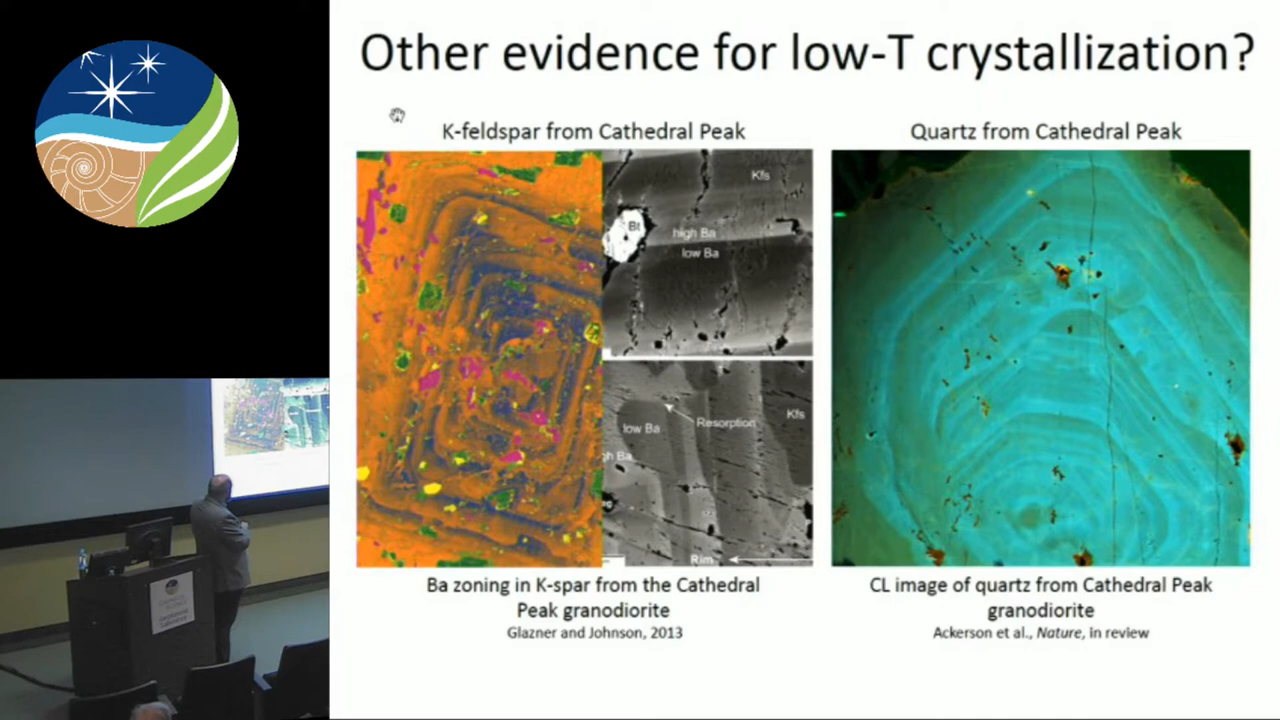 Other evidence for low-T crystallization?
K-feldspar from Cathedral Peak
Quartz from Cathedral Peak
Kfs
Bt
high Ba
low Ba
Resorption
low Ba
Kfs
gh Ba
Rim
Ba zoning in K-spar from the Cathedral
Peak granodiorite
Glazner and Johnson, 2013
CL image of quartz from Cathedral Peak
granodiorite
Ackerson et al., Nature, in review